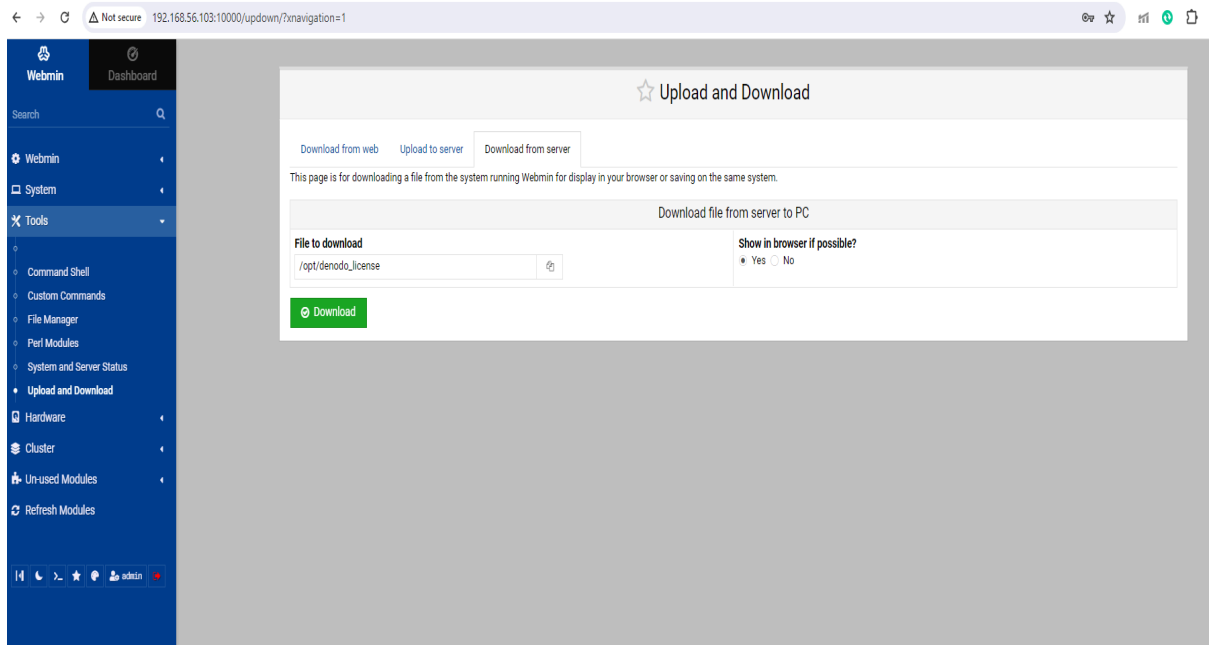 Not secure 192.168.56.103:10000/updown/?xnavigation=1
Webmin Dashboard
Search
Webmin
System
Tools
Command Shell
Custom Commands
File Manager
Perl Modules
System and Server Status
Upload and Download
Hardware
Cluster
Un-used Modules
Refresh Modules
admin
Upload and Download
Download from web Upload to server Download from server
This page is for downloading a file from the system running Webmin for display in your browser or saving on the same system.
Download file from server to PC
File to download
/opt/denodo_license
Show in browser if possible?
Yes No
Download